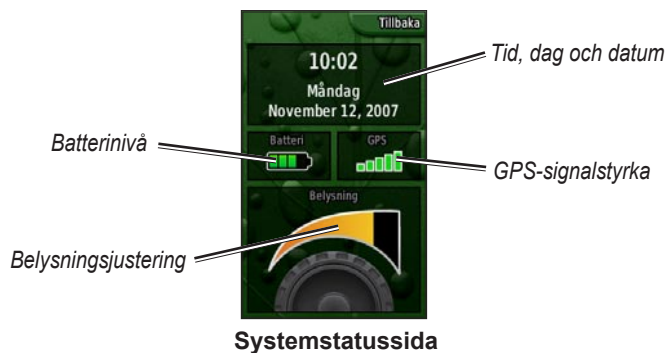 Tillbaka
10:02
Måndag
November 12, 2007
Tid, dag och datum
Batteri
GPS
Batterinivå
GPS-signalstyrka
Belysning
Belysningsjustering
Systemstatussida